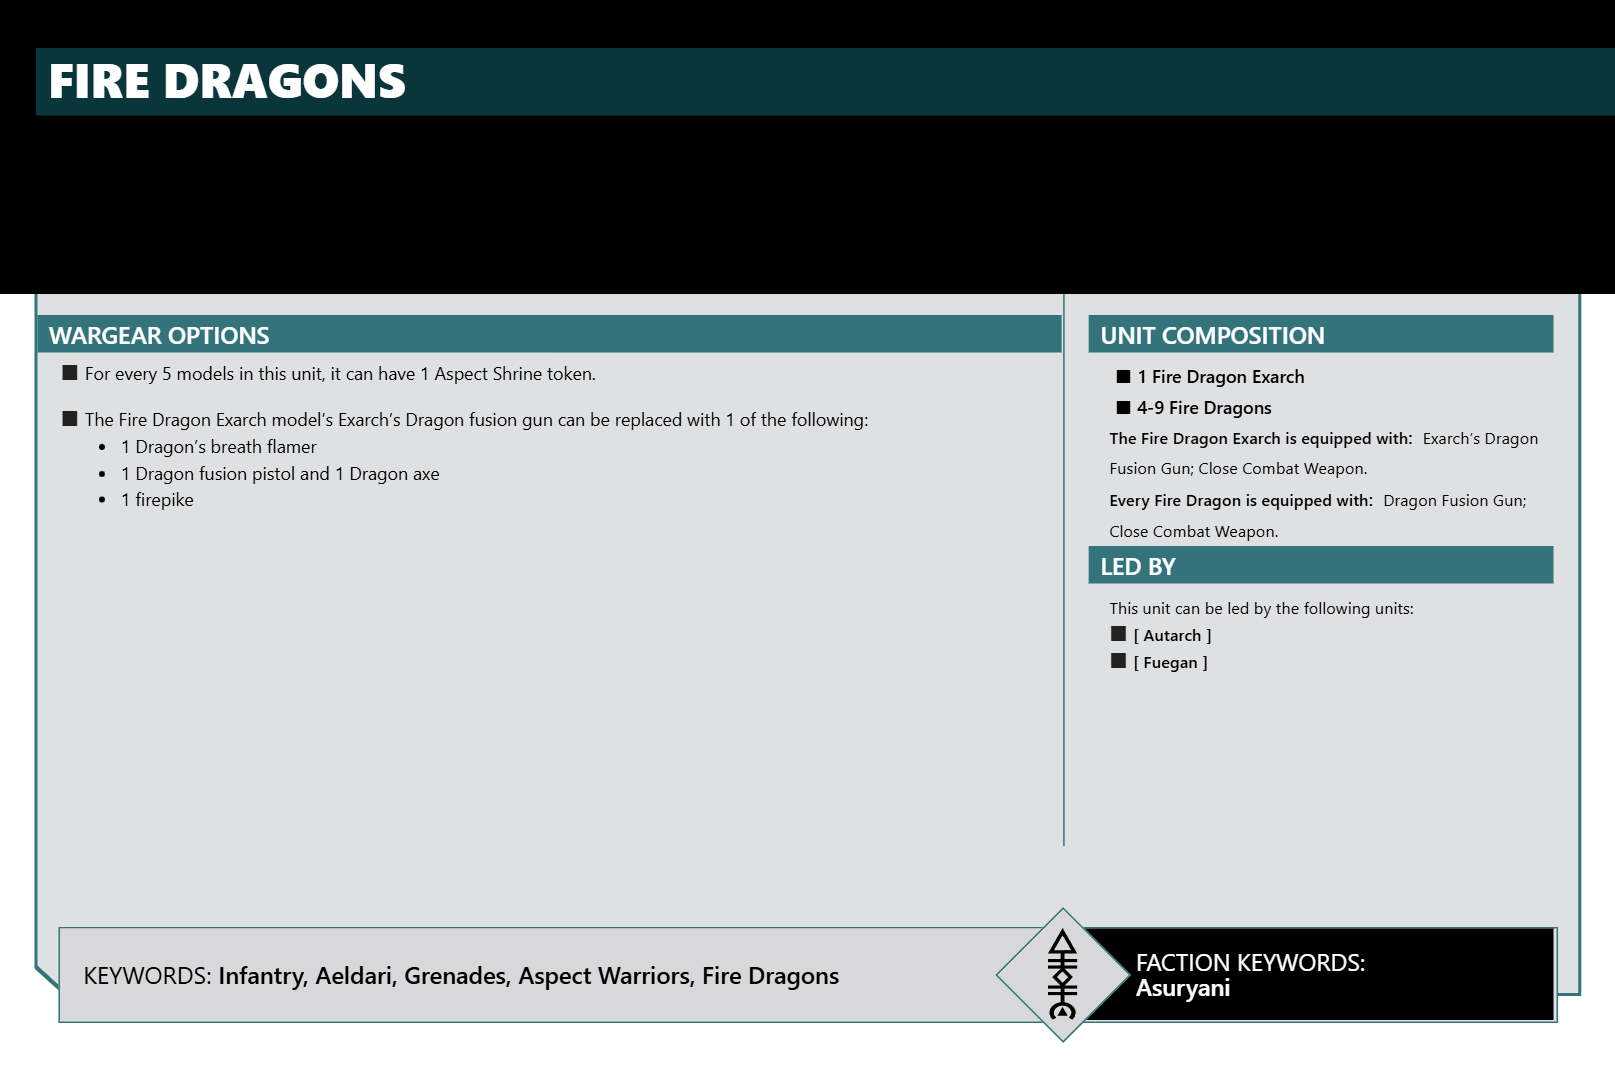 FIRE DRAGONS
WARGEAR OPTIONS
■ For every 5 models in this unit, it can have 1 Aspect Shrine token.
■ The Fire Dragon Exarch model’s Exarch’s Dragon fusion gun can be replaced with 1 of the following:
• 1 Dragon’s breath flamer
• 1 Dragon fusion pistol and 1 Dragon axe
• 1 firepike
UNIT COMPOSITION
■ 1 Fire Dragon Exarch
■ 4-9 Fire Dragons
The Fire Dragon Exarch is equipped with: Exarch’s Dragon
Fusion Gun; Close Combat Weapon.
Every Fire Dragon is equipped with: Dragon Fusion Gun;
Close Combat Weapon.
LED BY
This unit can be led by the following units:
■ [ Autarch ]
■ [ Fuegan ]
KEYWORDS: Infantry, Aeldari, Grenades, Aspect Warriors, Fire Dragons
FACTION KEYWORDS:
Asuryani